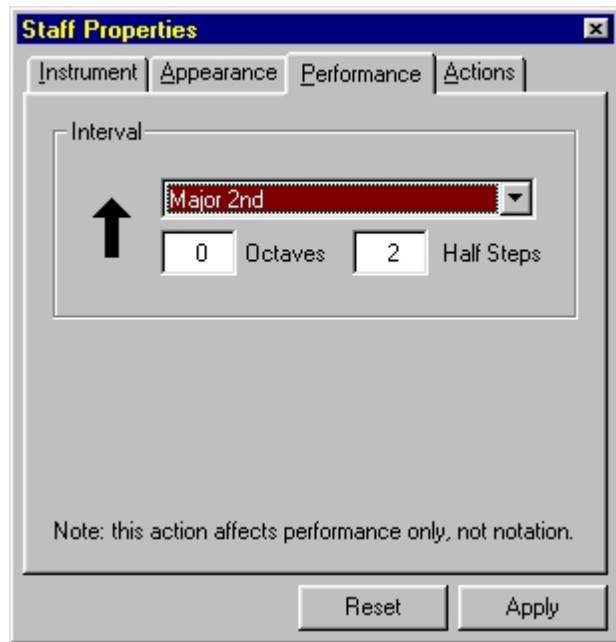 Staff Properties
Instrument Appearance Performance Actions
Interval
Major 2nd
0 Octaves 2 Half Steps
Note: this action affects performance only, not notation.
Reset Apply